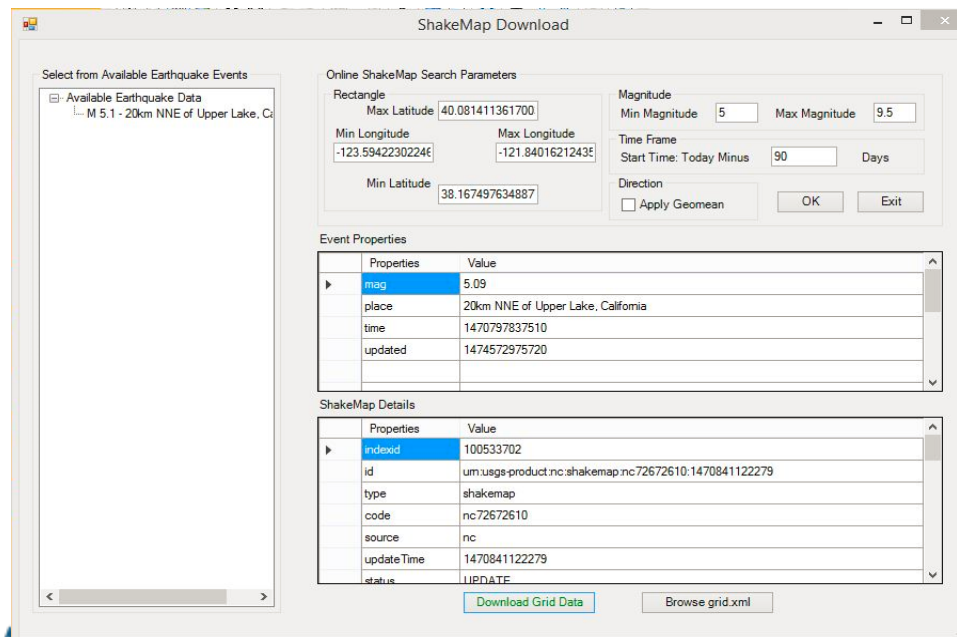 ShakeMap Download
Select from Available Earthquake Events
Available Earthquake Data
M 5.1 - 20km NNE of Upper Lake, Ca
Online ShakeMap Search Parameters
Rectangle
Max Latitude 40.081411361700
Min Longitude Max Longitude
-123.59422302246 -121.84016212435
Min Latitude
38.167497634887
Magnitude
Min Magnitude 5 Max Magnitude 9.5
Time Frame
Start Time: Today Minus 90 Days
Direction
Apply Geomean
OK Exit
Event Properties
Properties Value
mag 5.09
place 20km NNE of Upper Lake, California
time 1470797837510
updated 1474572975720
ShakeMap Details
Properties Value
indexid 100533702
id urn:usgs-product:nc:shakemap:nc72672610:1470841122279
type shakemap
code nc72672610
source nc
updateTime 1470841122279
status UPDATE
Download Grid Data Browse grid.xml